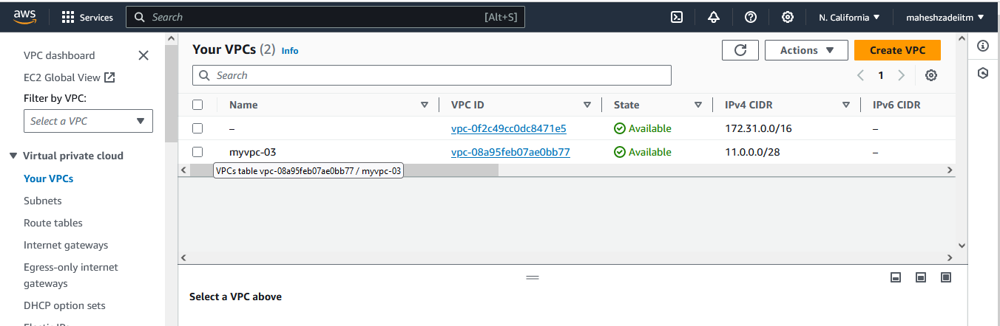 aws Services Search [Alt+S] N. California maheshzadeiitm
VPC dashboard
EC2 Global View
Filter by VPC:
Select a VPC
Virtual private cloud
Your VPCs
Subnets
Route tables
Internet gateways
Egress-only internet
gateways
DHCP option sets
Your VPCs (2) Info Actions Create VPC
Search 1
Name VPC ID State IPv4 CIDR IPv6 CIDR
– vpc-0f2c49cc0dc8471e5 Available 172.31.0.0/16 –
myvpc-03 vpc-08a95feb07ae0bb77 Available 11.0.0.0/28 –
VPCs table vpc-08a95feb07ae0bb77 / myvpc-03
Select a VPC above